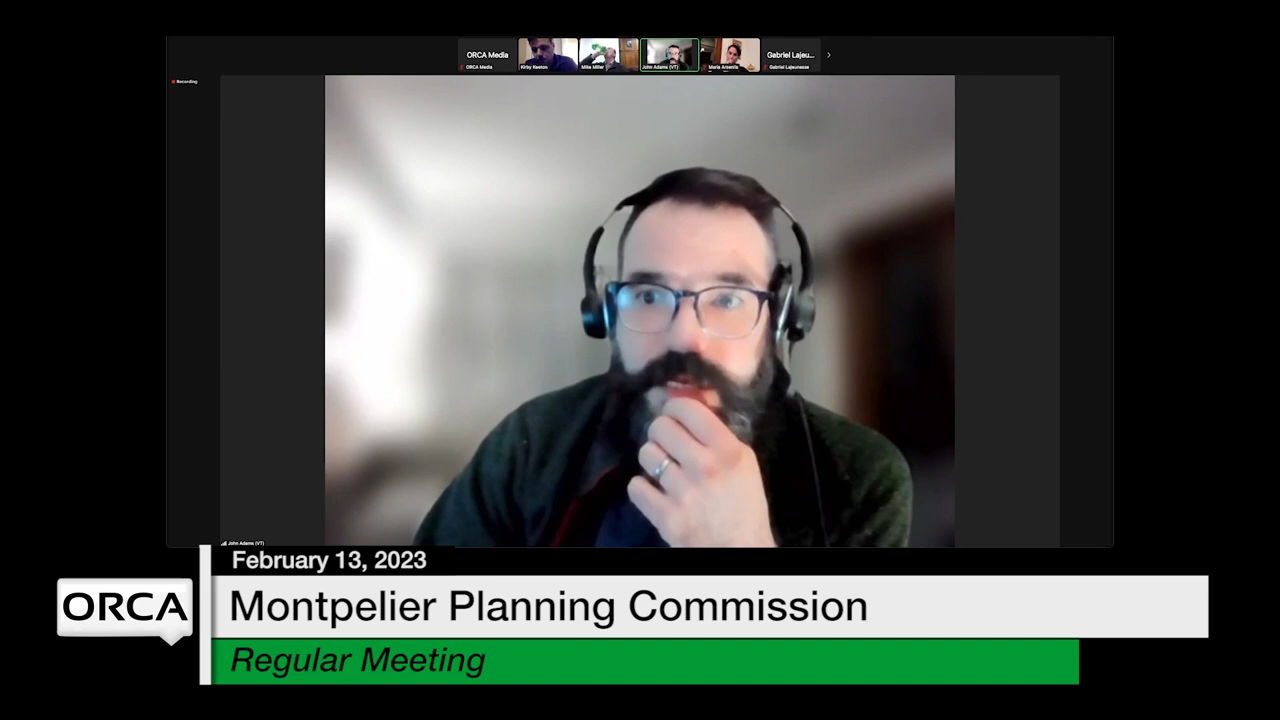 ORCA Media
Gabriel Lajeu...
ORCA Media
Kirby Keeton
Mike Miller
John Adams (VT)
Maria Arsenlis
Gabriel Lajeunesse
Recording
John Adams (VT)
February 13, 2023
ORCA
Montpelier Planning Commission
Regular Meeting